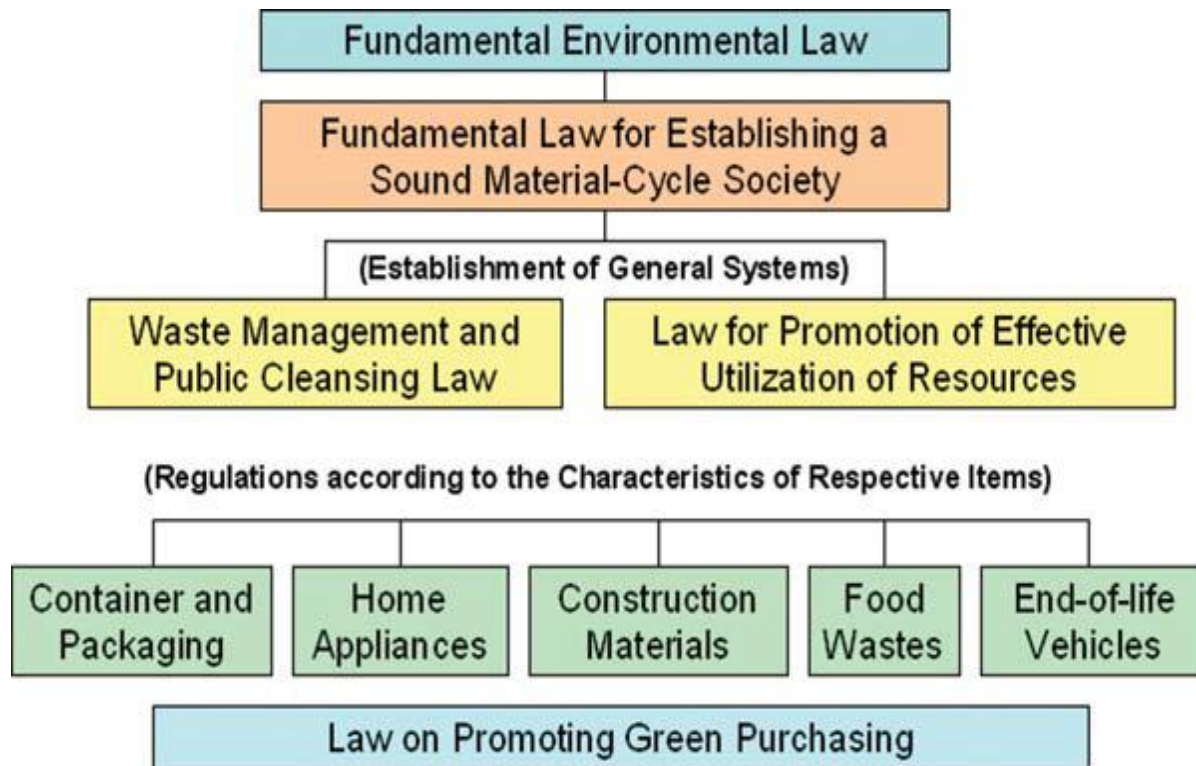 Fundamental Environmental Law
Fundamental Law for Establishing a
Sound Material-Cycle Society
(Establishment of General Systems)
Waste Management and
Public Cleansing Law
Law for Promotion of Effective
Utilization of Resources
(Regulations according to the Characteristics of Respective Items)
Container and
Packaging
Home
Appliances
Construction
Materials
Food
Wastes
End-of-life
Vehicles
Law on Promoting Green Purchasing